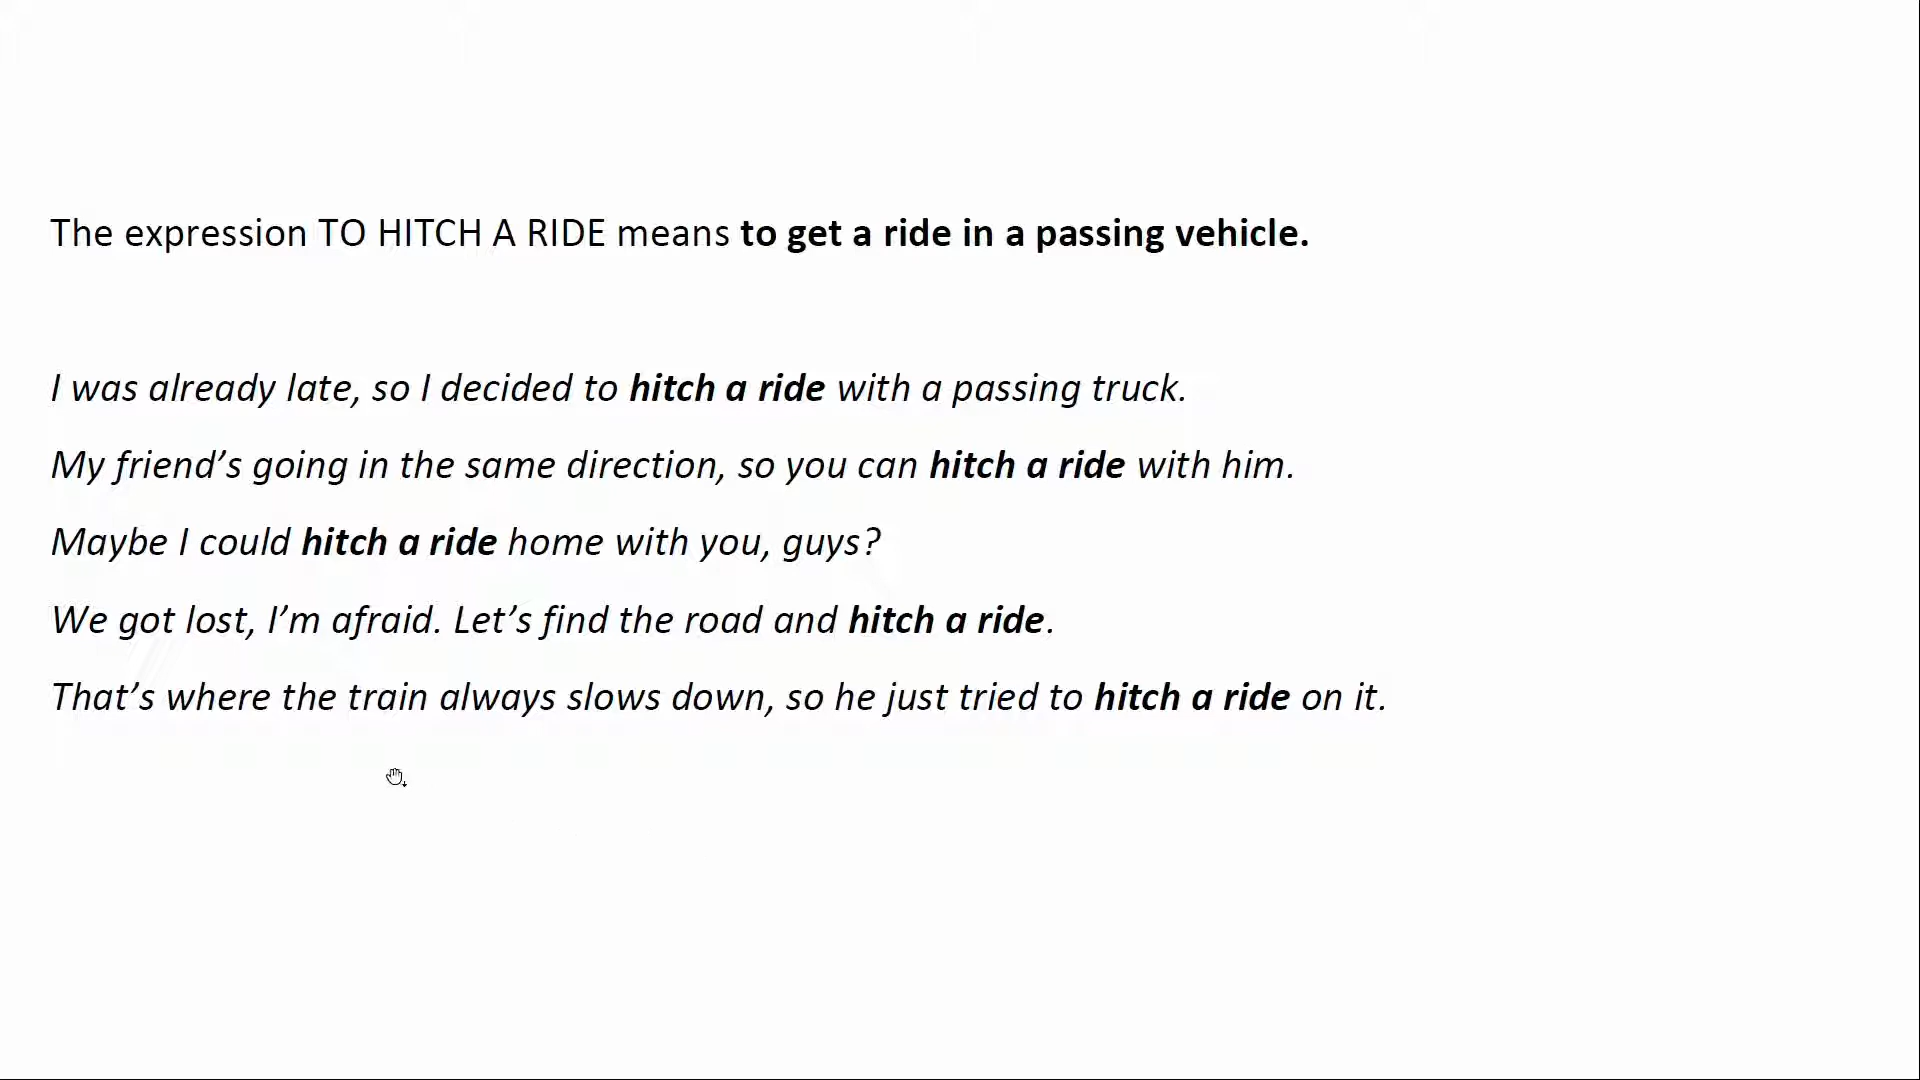 The expression TO HITCH A RIDE means to get a ride in a passing vehicle.
I was already late, so I decided to hitch a ride with a passing truck.
My friend’s going in the same direction, so you can hitch a ride with him.
Maybe I could hitch a ride home with you, guys?
We got lost, I’m afraid. Let’s find the road and hitch a ride.
That’s where the train always slows down, so he just tried to hitch a ride on it.